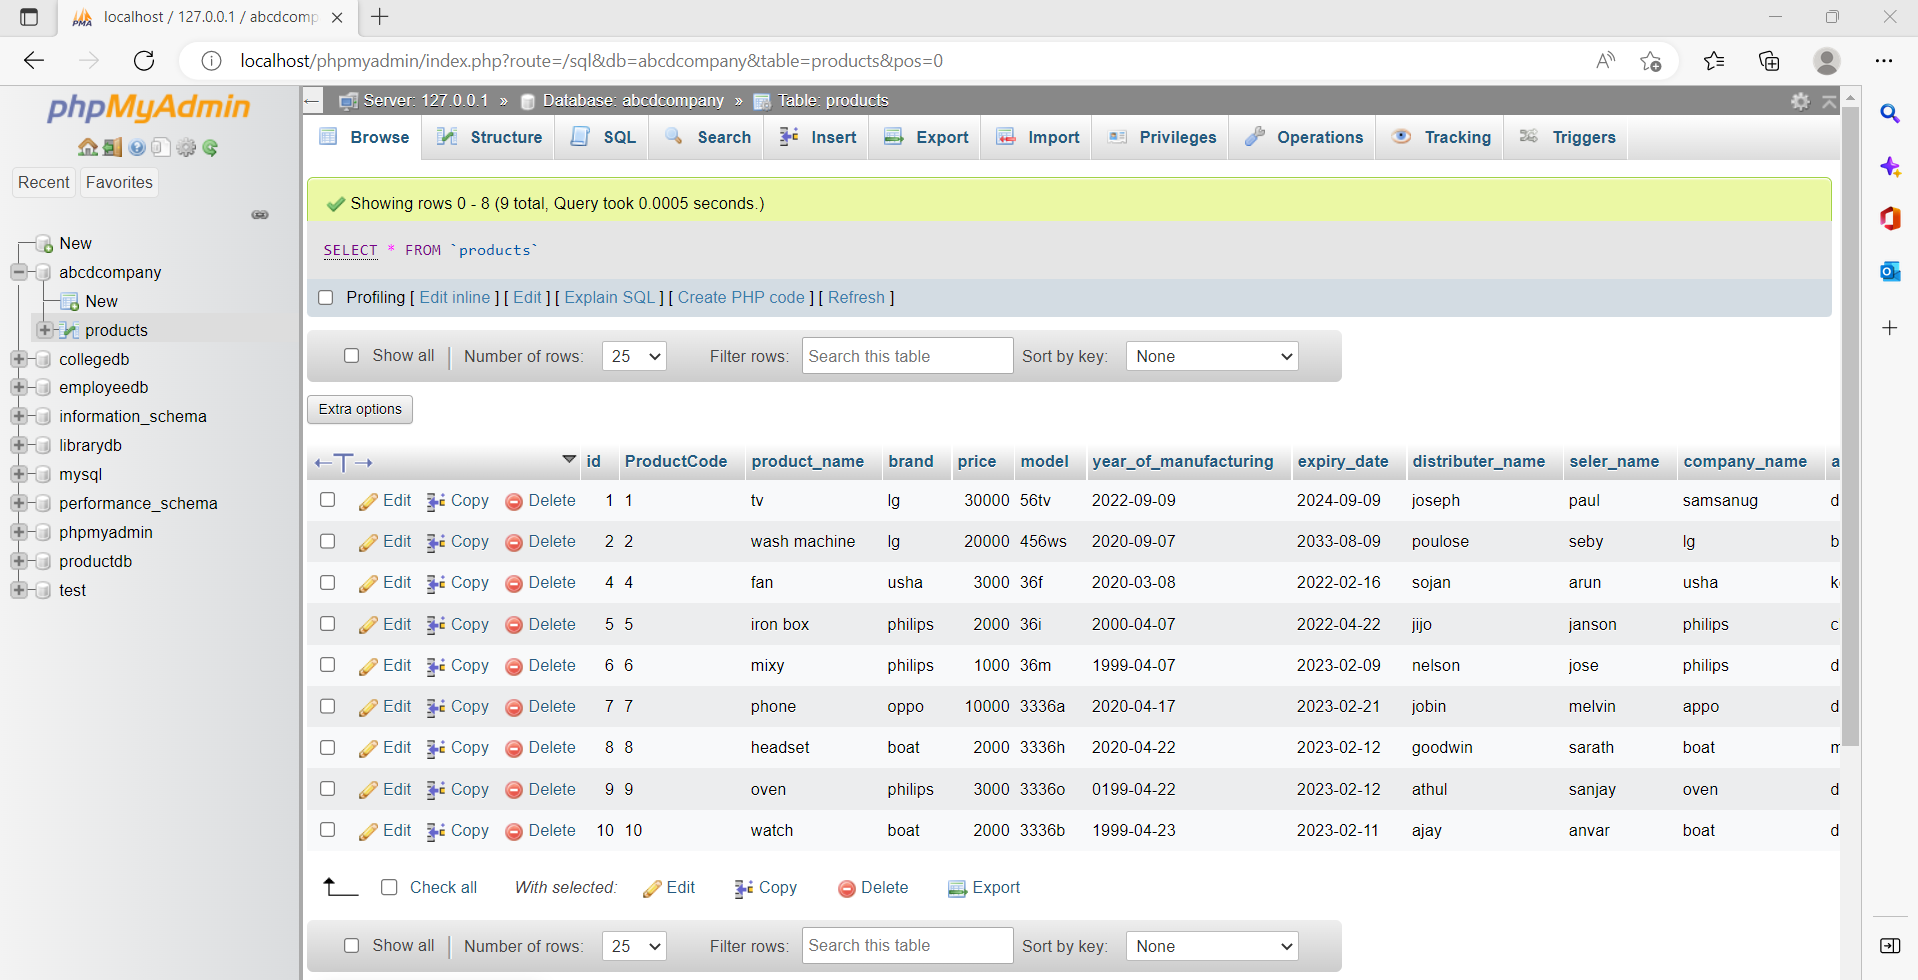 localhost / 127.0.0.1 / abcdcomp
localhost/phpmyadmin/index.php?route=/sql&db=abcdcompany&table=products&pos=0
phpMyAdmin
Recent Favorites
New
abcdcompany
New
products
collegedb
employeedb
information_schema
librarydb
mysql
performance_schema
phpmyadmin
productdb
test
Server: 127.0.0.1 » Database: abcdcompany » Table: products
Browse Structure SQL Search Insert Export Import Privileges Operations Tracking Triggers
Showing rows 0 - 8 (9 total, Query took 0.0005 seconds.)
SELECT * FROM `products`
Profiling [ Edit inline ] [ Edit ] [ Explain SQL ] [ Create PHP code ] [ Refresh ]
Show all Number of rows: 25 Filter rows: Search this table Sort by key: None
Extra options
id ProductCode product_name brand price model year_of_manufacturing expiry_date distributer_name seler_name company_name a
Edit Copy Delete 1 1 tv lg 30000 56tv 2022-09-09 2024-09-09 joseph paul samsanug d
Edit Copy Delete 2 2 wash machine lg 20000 456ws 2020-09-07 2033-08-09 poulose seby lg b
Edit Copy Delete 4 4 fan usha 3000 36f 2020-03-08 2022-02-16 sojan arun usha k
Edit Copy Delete 5 5 iron box philips 2000 36i 2000-04-07 2022-04-22 jijo janson philips c
Edit Copy Delete 6 6 mixy philips 1000 36m 1999-04-07 2023-02-09 nelson jose philips d
Edit Copy Delete 7 7 phone oppo 10000 3336a 2020-04-17 2023-02-21 jobin melvin appo d
Edit Copy Delete 8 8 headset boat 2000 3336h 2020-04-22 2023-02-12 goodwin sarath boat m
Edit Copy Delete 9 9 oven philips 3000 3336o 0199-04-22 2023-02-12 athul sanjay oven d
Edit Copy Delete 10 10 watch boat 2000 3336b 1999-04-23 2023-02-11 ajay anvar boat d
Check all With selected: Edit Copy Delete Export
Show all Number of rows: 25 Filter rows: Search this table Sort by key: None